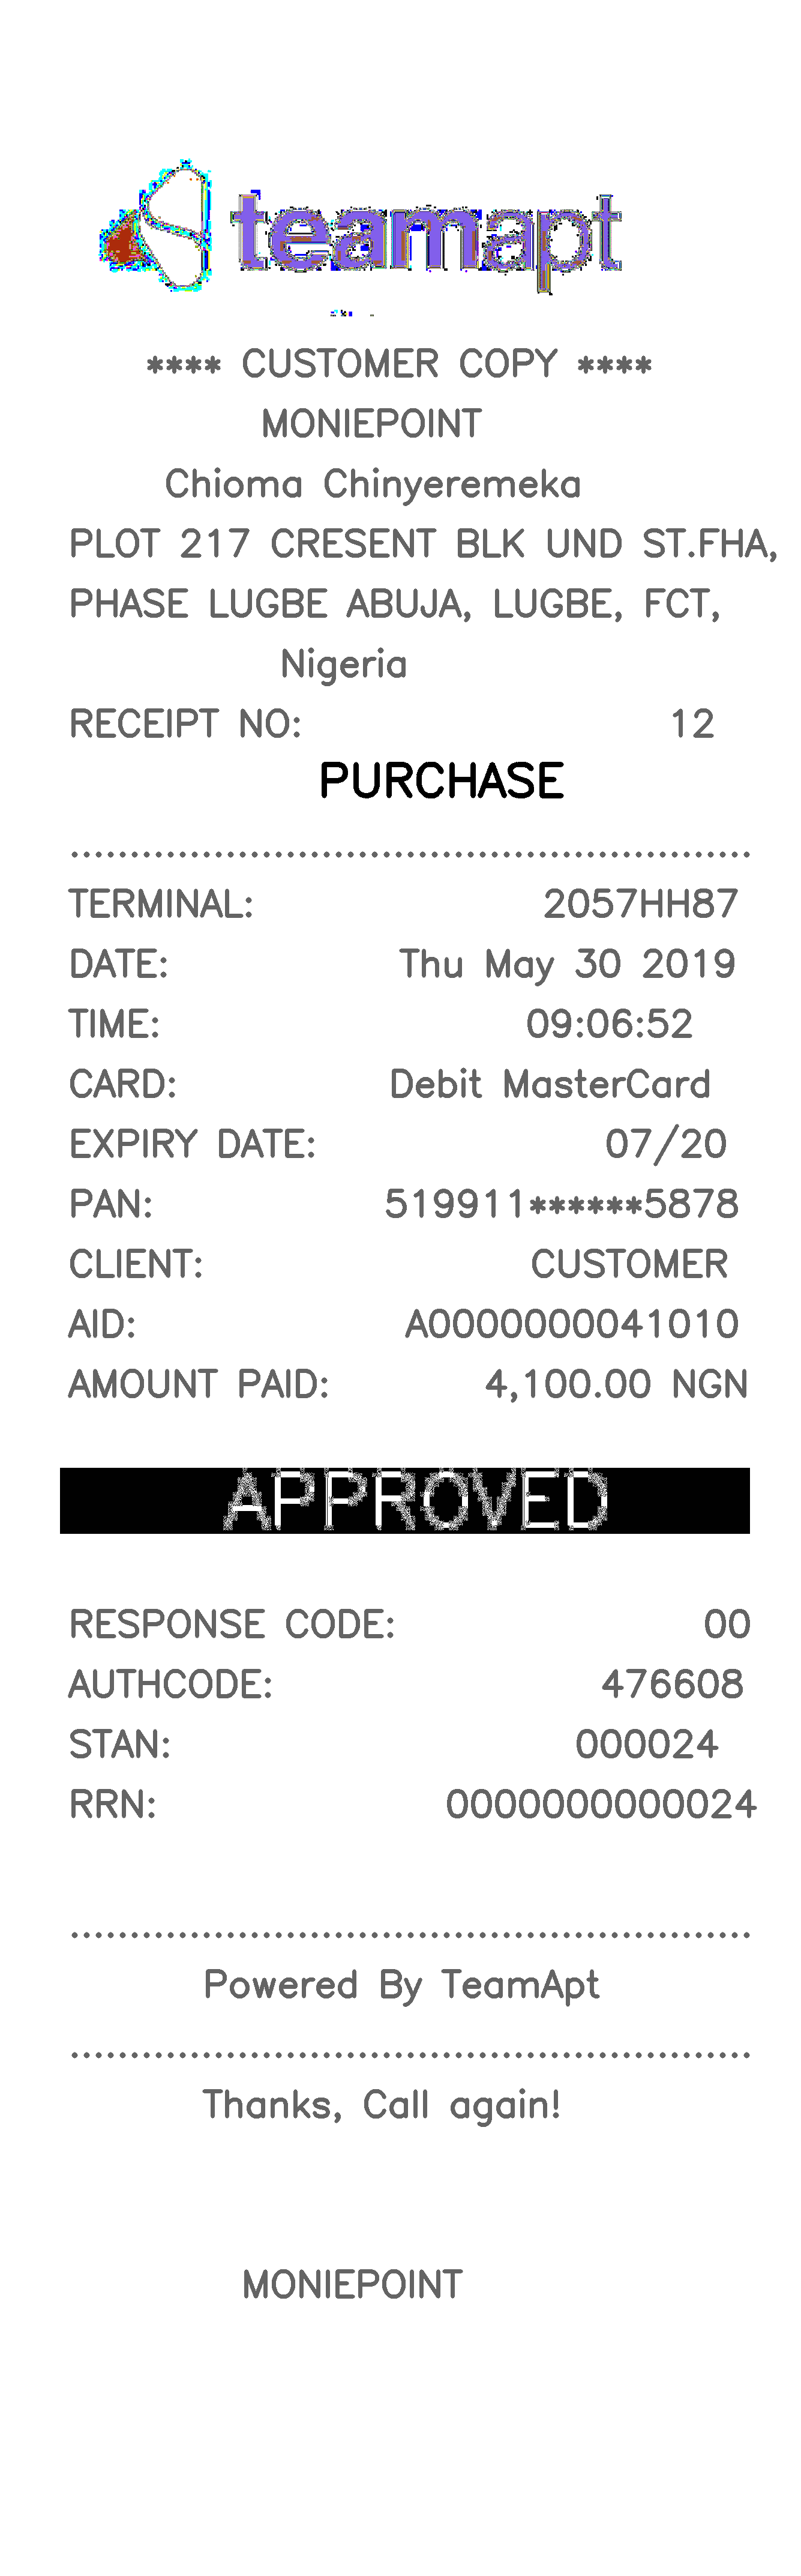 teamapt
**** CUSTOMER COPY ****
MONIEPOINT
Chioma Chinyeremeka
PLOT 217 CRESENT BLK UND ST.FHA,
PHASE LUGBE ABUJA, LUGBE, FCT,
Nigeria
RECEIPT NO: 12
PURCHASE
.........................................................
TERMINAL: 2057HH87
DATE: Thu May 30 2019
TIME: 09:06:52
CARD: Debit MasterCard
EXPIRY DATE: 07/20
PAN: 519911******5878
CLIENT: CUSTOMER
AID: A0000000041010
AMOUNT PAID: 4,100.00 NGN
APPROVED
RESPONSE CODE: 00
AUTHCODE: 476608
STAN: 000024
RRN: 0000000000024
.........................................................
Powered By TeamApt
.........................................................
Thanks, Call again!
MONIEPOINT